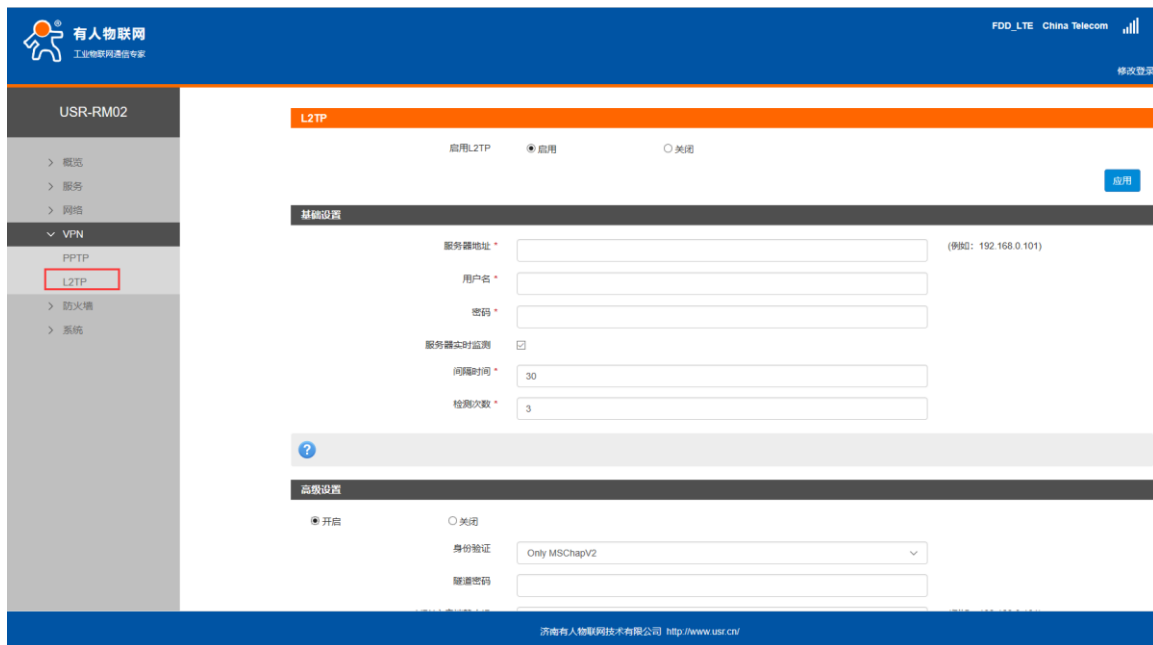 有人物联网
工业物联网通信专家
FDD_LTE China Telecom
修改登录
USR-RM02
概览
服务
网络
VPN
PPTP
L2TP
防火墙
系统
L2TP
启用L2TP 启用 关闭
应用
基础设置
服务器地址 * (例如：192.168.0.101)
用户名 *
密码 *
服务器实时监测
间隔时间 * 30
检测次数 * 3
高级设置
开启 关闭
身份验证 Only MSChapV2
隧道密码
济南有人物联网技术有限公司 http://www.usr.cn/